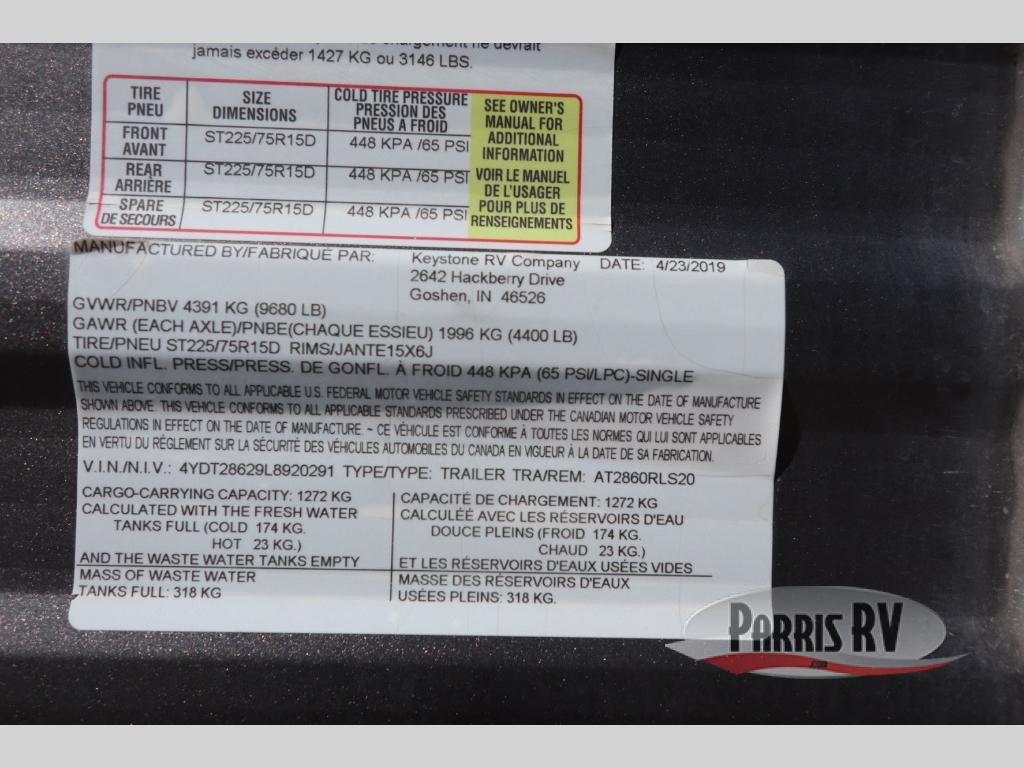 jamais excéder 1427 KG ou 3146 LBS.
TIRE PNEU SIZE DIMENSIONS COLD TIRE PRESSURE PRESSION DES PNEUS A FROID
FRONT AVANT ST225/75R15D 448 KPA /65 PSI
REAR ARRIÈRE ST225/75R15D 448 KPA /65 PSI
SPARE DE SECOURS ST225/75R15D 448 KPA /65 PSI
SEE OWNER'S
MANUAL FOR
ADDITIONAL
INFORMATION
VOIR LE MANUEL
DE L'USAGER
POUR PLUS DE
RENSEIGNEMENTS
MANUFACTURED BY/FABRIQUE PAR: Keystone RV Company DATE: 4/23/2019
2642 Hackberry Drive
Goshen, IN 46526
GVWR/PNBV 4391 KG (9680 LB)
GAWR (EACH AXLE)/PNBE(CHAQUE ESSIEU) 1996 KG (4400 LB)
TIRE/PNEU ST225/75R15D RIMS/JANTE15X6J
COLD INFL. PRESS/PRESS. DE GONFL. À FROID 448 KPA (65 PSI/LPC)-SINGLE
THIS VEHICLE CONFORMS TO ALL APPLICABLE U.S. FEDERAL MOTOR VEHICLE SAFETY STANDARDS IN EFFECT ON THE DATE OF MANUFACTURE
SHOWN ABOVE. THIS VEHICLE CONFORMS TO ALL APPLICABLE STANDARDS PRESCRIBED UNDER THE CANADIAN MOTOR VEHICLE SAFETY
REGULATIONS IN EFFECT ON THE DATE OF MANUFACTURE ~ CE VÉHICULE EST CONFORME À TOUTES LES NORMES QUI LUI SONT APPLICABLES
EN VERTU DU RÉGLEMENT SUR LA SÉCURITÉ DES VÉHICULES AUTOMOBILES DU CANADA EN VIGUEUR À LA DATE DE SA FABRICATION.
V.I.N./N.I.V.: 4YDT28629L8920291 TYPE/TYPE: TRAILER TRA/REM: AT2860RLS20
CARGO-CARRYING CAPACITY: 1272 KG
CALCULATED WITH THE FRESH WATER
TANKS FULL (COLD 174 KG.
HOT 23 KG.)
AND THE WASTE WATER TANKS EMPTY
MASS OF WASTE WATER
TANKS FULL: 318 KG
CAPACITÉ DE CHARGEMENT: 1272 KG
CALCULÉE AVEC LES RÉSERVOIRS D'EAU
DOUCE PLEINS (FROID 174 KG.
CHAUD 23 KG.)
ET LES RÉSERVOIRS D'EAUX USÉES VIDES
MASSE DES RÉSERVOIRS D'EAUX
USÉES PLEINS: 318 KG.
PARRIS RV
.com